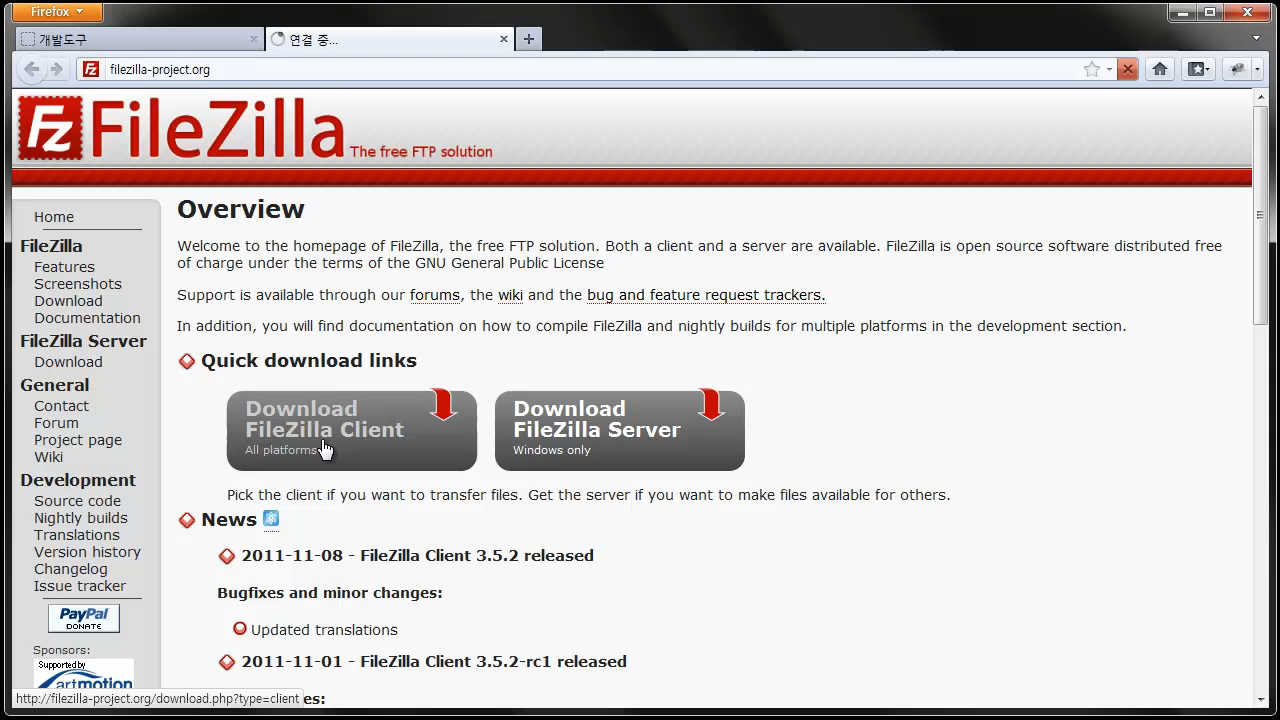 Firefox
개발도구
연결 중...
filezilla-project.org
Fz FileZilla The free FTP solution
Home
FileZilla
Features
Screenshots
Download
Documentation
FileZilla Server
Download
General
Contact
Forum
Project page
Wiki
Development
Source code
Nightly builds
Translations
Version history
Changelog
Issue tracker
PayPal
DONATE
Sponsors:
Supported by
artmotion
Overview
Welcome to the homepage of FileZilla, the free FTP solution. Both a client and a server are available. FileZilla is open source software distributed free
of charge under the terms of the GNU General Public License
Support is available through our forums, the wiki and the bug and feature request trackers.
In addition, you will find documentation on how to compile FileZilla and nightly builds for multiple platforms in the development section.
Quick download links
Download
FileZilla Client
All platforms
Download
FileZilla Server
Windows only
Pick the client if you want to transfer files. Get the server if you want to make files available for others.
News
2011-11-08 - FileZilla Client 3.5.2 released
Bugfixes and minor changes:
Updated translations
2011-11-01 - FileZilla Client 3.5.2-rc1 released
es:
http://filezilla-project.org/download.php?type=client